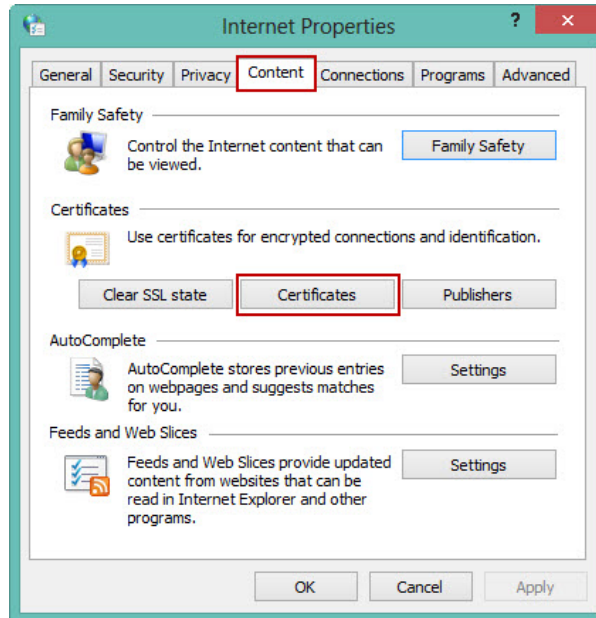 Internet Properties
?
×
General Security Privacy Content Connections Programs Advanced
Family Safety
Control the Internet content that can
be viewed.
Family Safety
Certificates
Use certificates for encrypted connections and identification.
Clear SSL state Certificates Publishers
AutoComplete
AutoComplete stores previous entries
on webpages and suggests matches
for you.
Settings
Feeds and Web Slices
Feeds and Web Slices provide updated
content from websites that can be
read in Internet Explorer and other
programs.
Settings
OK Cancel Apply